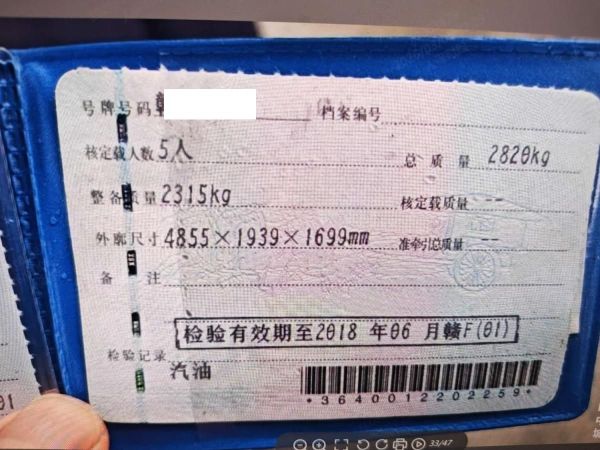 号牌号码 档案编号
核定载人数 5人 总质量 2820kg
整备质量 2315kg 核定载质量 --
外廓尺寸 4855×1939×1699mm 准牵引总质量 --
备注
检验有效期至2018 年06 月赣F(01)
检验记录
汽油
*3640012202259*
33/47